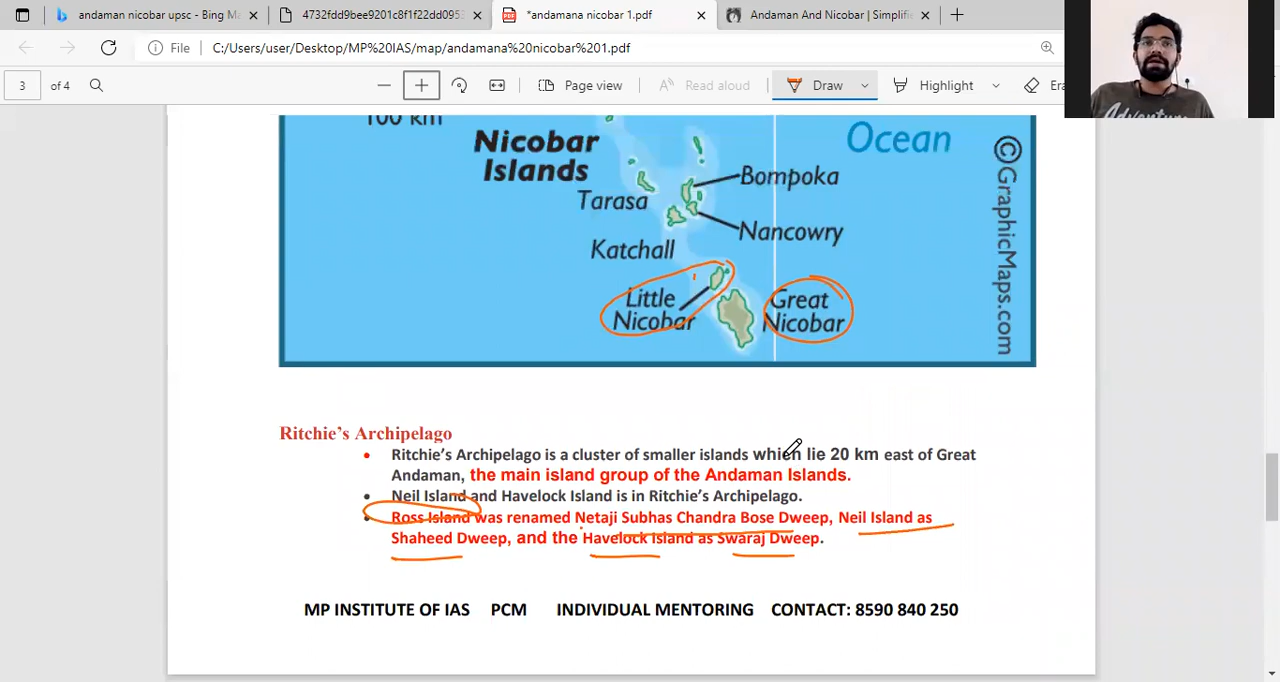 andaman nicobar upsc - Bing Ma
4732fdd9bee9201c8f1f22dd095
*andamana nicobar 1.pdf
Andaman And Nicobar | Simplifie
File
C:/Users/user/Desktop/MP%20IAS/map/andamana%20nicobar%201.pdf
3 of 4
Page view
Read aloud
Draw
Highlight
Era
100 km
Nicobar
Islands
Ocean
©GraphicMaps.com
Bompoka
Tarasa
Nancowry
Katchall
Little
Nicobar
Great
Nicobar
Adventure
Ritchie's Archipelago
• Ritchie's Archipelago is a cluster of smaller islands which lie 20 km east of Great
Andaman, the main island group of the Andaman Islands.
• Neil Island and Havelock Island is in Ritchie's Archipelago.
• Ross Island was renamed Netaji Subhas Chandra Bose Dweep, Neil Island as
Shaheed Dweep, and the Havelock Island as Swaraj Dweep.
MP INSTITUTE OF IAS PCM INDIVIDUAL MENTORING CONTACT: 8590 840 250